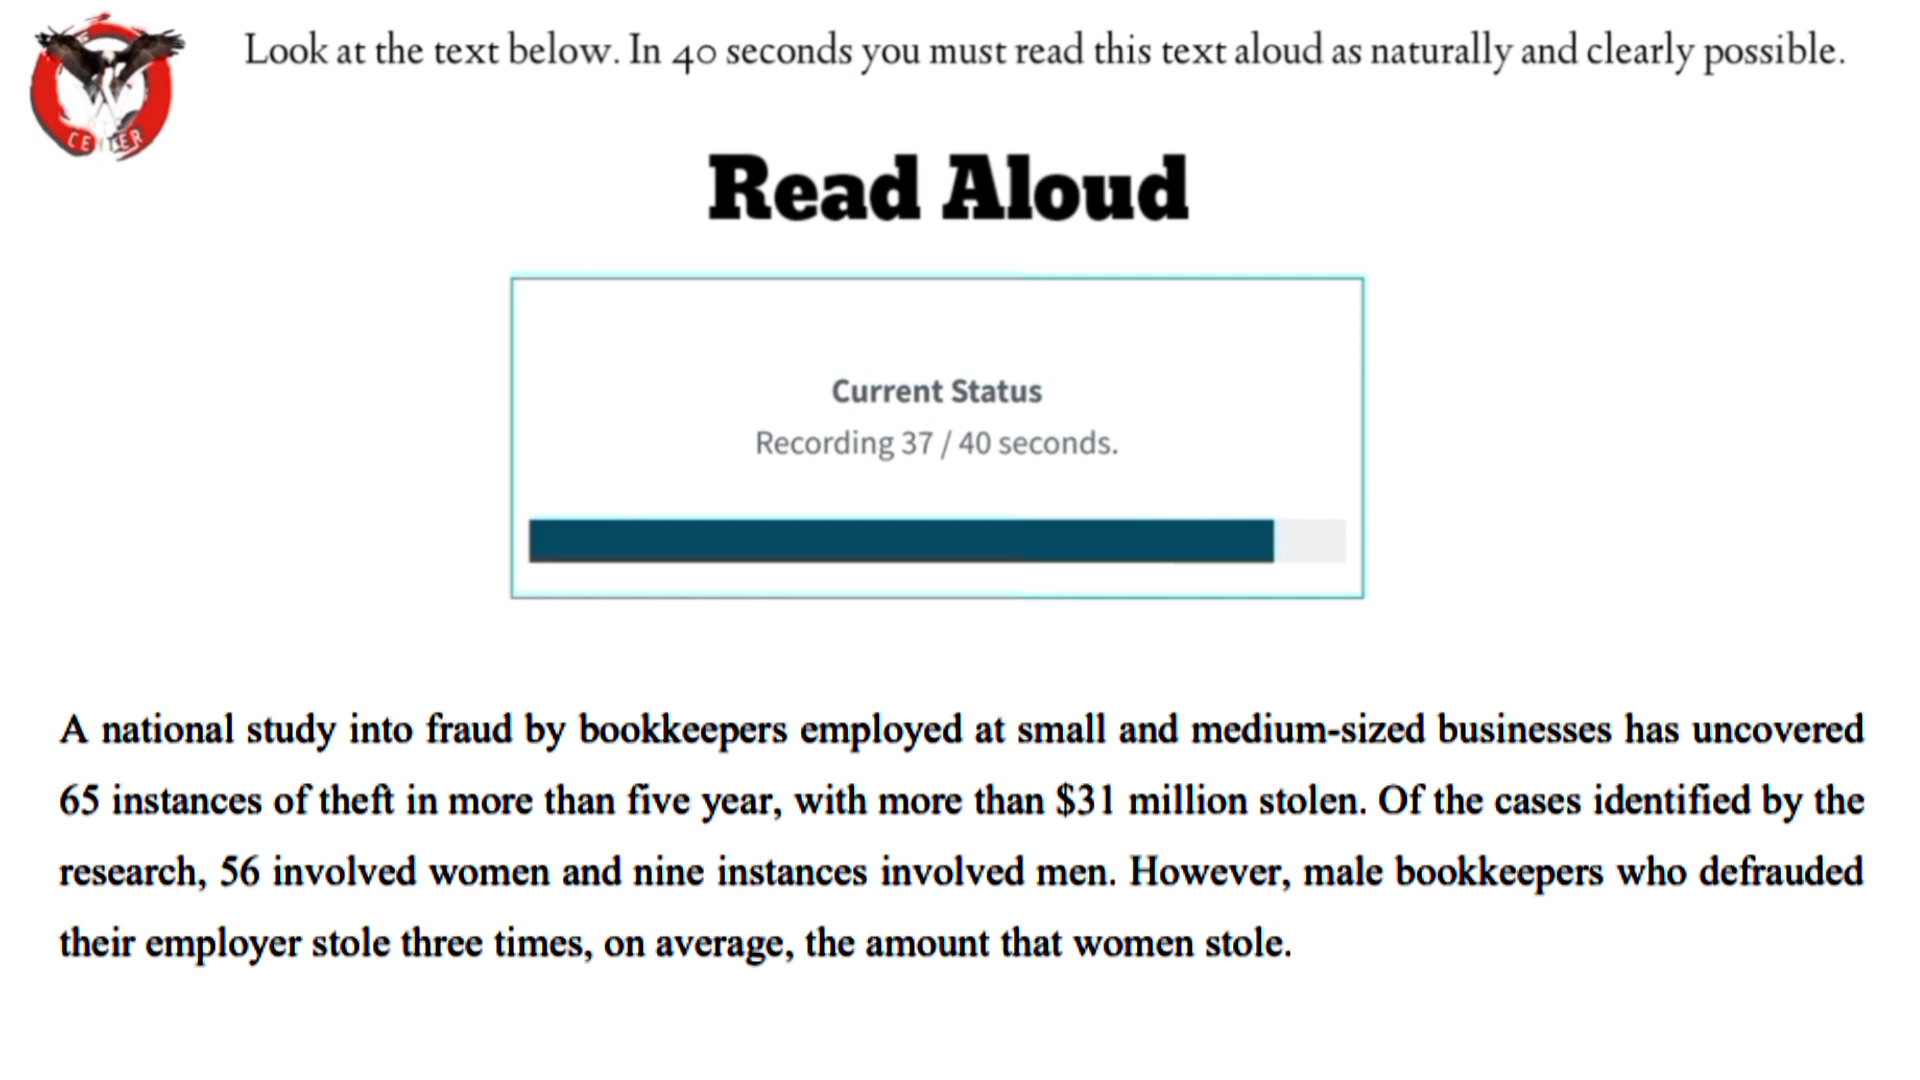 Look at the text below. In 40 seconds you must read this text aloud as naturally and clearly possible.
CENTER
Read Aloud
Current Status
Recording 37 / 40 seconds.
A national study into fraud by bookkeepers employed at small and medium-sized businesses has uncovered
65 instances of theft in more than five year, with more than $31 million stolen. Of the cases identified by the
research, 56 involved women and nine instances involved men. However, male bookkeepers who defrauded
their employer stole three times, on average, the amount that women stole.